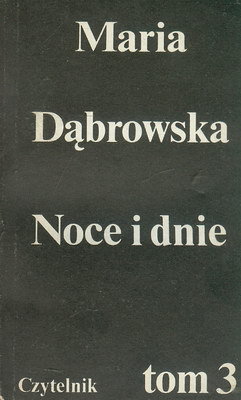 Maria
Dąbrowska
Noce i dnie
Czytelnik tom 3